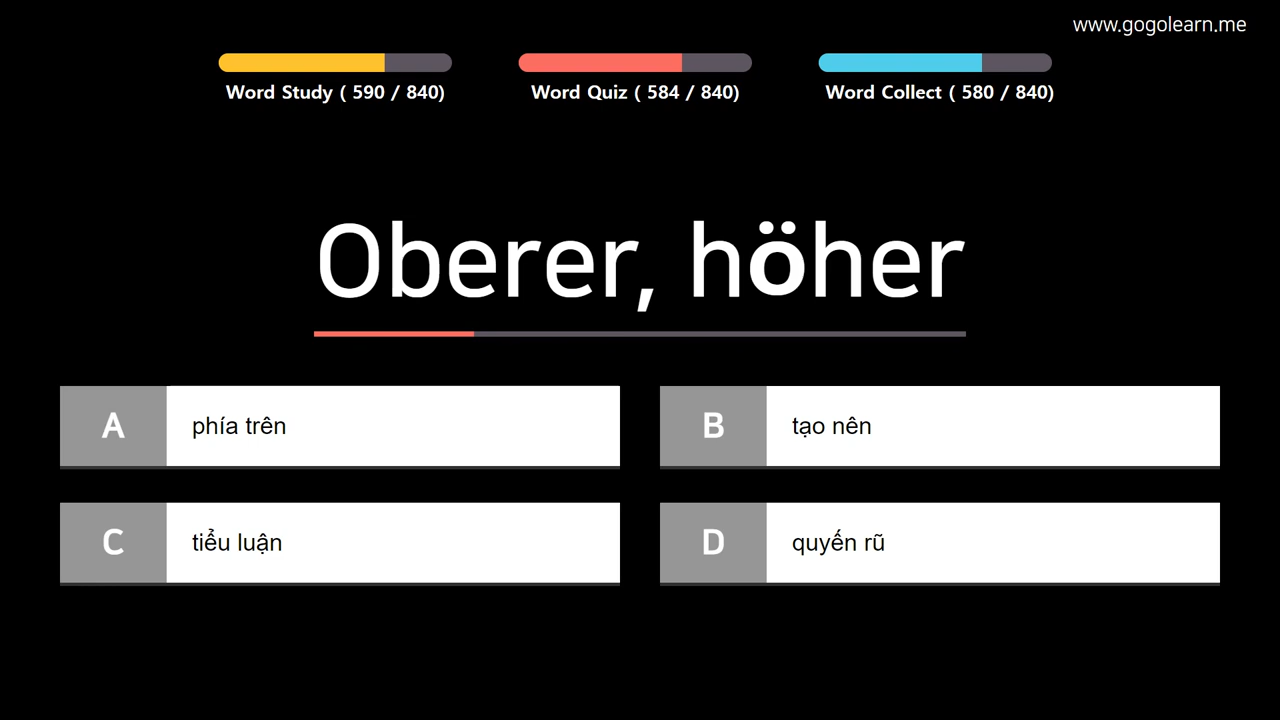 www.gogolearn.me
Word Study ( 590 / 840)
Word Quiz ( 584 / 840)
Word Collect ( 580 / 840)
Oberer, höher
A phía trên
B tạo nên
C tiểu luận
D quyến rũ